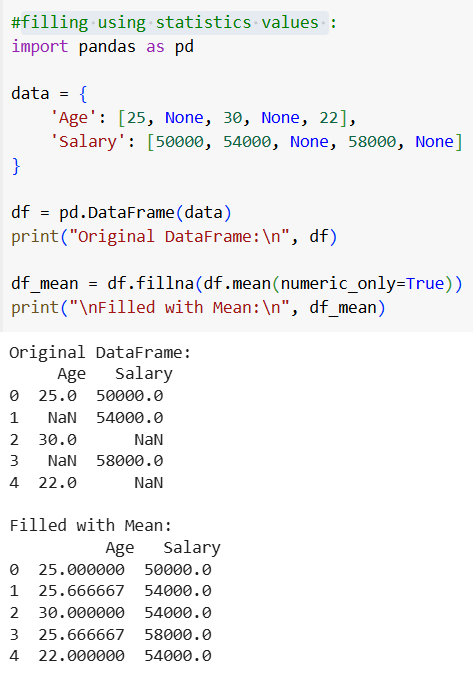 #filling using statistics values :
import pandas as pd
data = {
    'Age': [25, None, 30, None, 22],
    'Salary': [50000, 54000, None, 58000, None]
}
df = pd.DataFrame(data)
print("Original DataFrame:\n", df)
df_mean = df.fillna(df.mean(numeric_only=True))
print("\nFilled with Mean:\n", df_mean)
Original DataFrame:
     Age   Salary
0  25.0  50000.0
1   NaN  54000.0
2  30.0      NaN
3   NaN  58000.0
4  22.0      NaN
Filled with Mean:
          Age   Salary
0  25.000000  50000.0
1  25.666667  54000.0
2  30.000000  54000.0
3  25.666667  58000.0
4  22.000000  54000.0